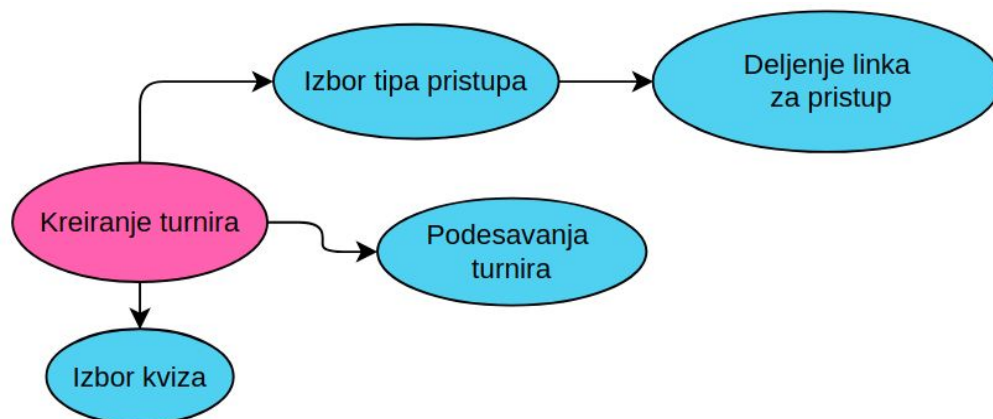 Izbor tipa pristupa
Deljenje linka
za pristup
Kreiranje turnira
Podesavanja
turnira
Izbor kviza